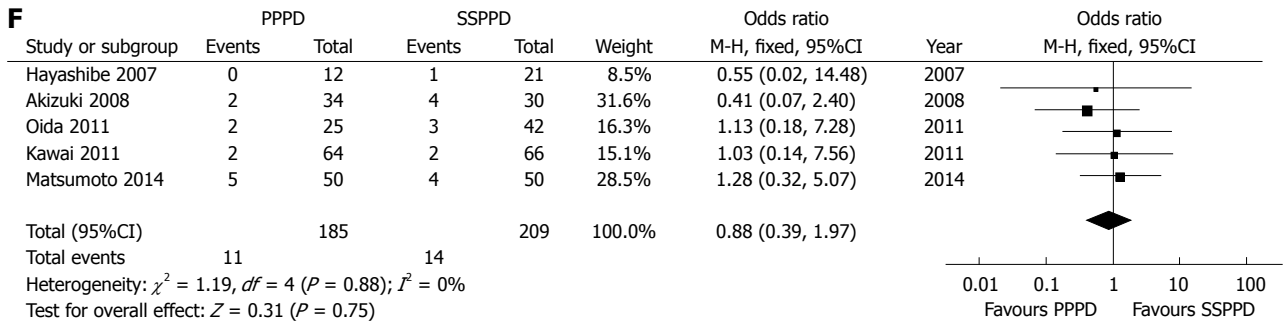 F PPPD SSPPD Odds ratio Odds ratio
Study or subgroup Events Total Events Total Weight M-H, fixed, 95%CI Year M-H, fixed, 95%CI
Hayashibe 2007 0 12 1 21 8.5% 0.55 (0.02, 14.48) 2007
Akizuki 2008 2 34 4 30 31.6% 0.41 (0.07, 2.40) 2008
Oida 2011 2 25 3 42 16.3% 1.13 (0.18, 7.28) 2011
Kawai 2011 2 64 2 66 15.1% 1.03 (0.14, 7.56) 2011
Matsumoto 2014 5 50 4 50 28.5% 1.28 (0.32, 5.07) 2014
Total (95%CI) 185 209 100.0% 0.88 (0.39, 1.97)
Total events 11 14
Heterogeneity: χ² = 1.19, df = 4 (P = 0.88); I² = 0%
Test for overall effect: Z = 0.31 (P = 0.75)
0.01 0.1 1 10 100
Favours PPPD Favours SSPPD